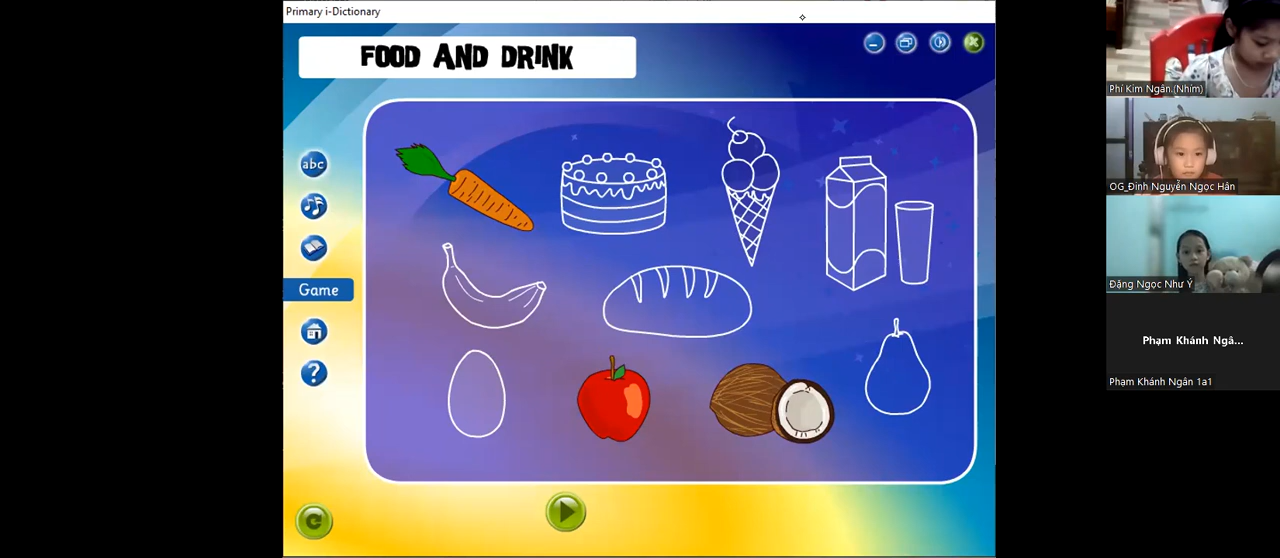 Primary i-Dictionary
FOOD AND DRINK
abc
Game
?
Phí Kim Ngân.(Nhím)
OG_Đinh Nguyễn Ngọc Hân
Đặng Ngọc Như Ý
Phạm Khánh Ngâ...
Phạm Khánh Ngân 1a1